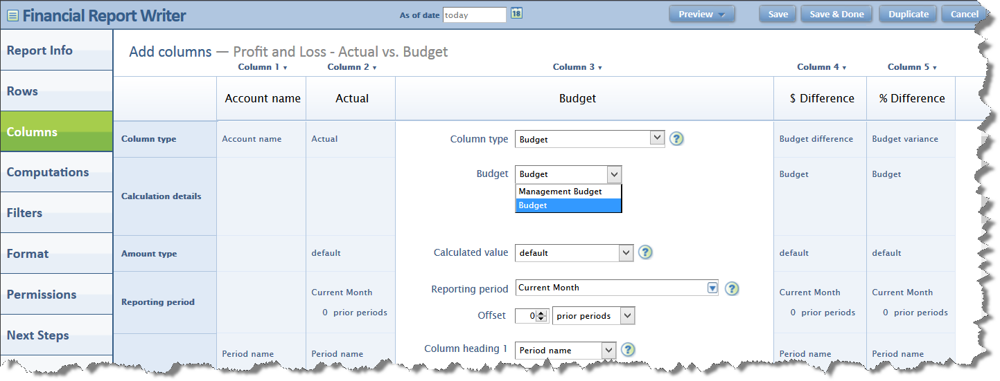 Financial Report Writer As of date today 18 Preview Save Save & Done Duplicate Cancel
Report Info
Rows
Columns
Computations
Filters
Format
Permissions
Next Steps
Add columns — Profit and Loss - Actual vs. Budget
Column 1 Column 2 Column 3 Column 4 Column 5
Account name Actual Budget $ Difference % Difference
Column type Account name Actual Column type Budget ? Budget difference Budget variance
Calculation details Budget Budget Budget Budget
Management Budget
Budget
Amount type default Calculated value default ? default default
Reporting period Current Month Reporting period Current Month ? Current Month Current Month
0 prior periods Offset 0 prior periods 0 prior periods 0 prior periods
Period name Period name Column heading 1 Period name ? Period name Period name